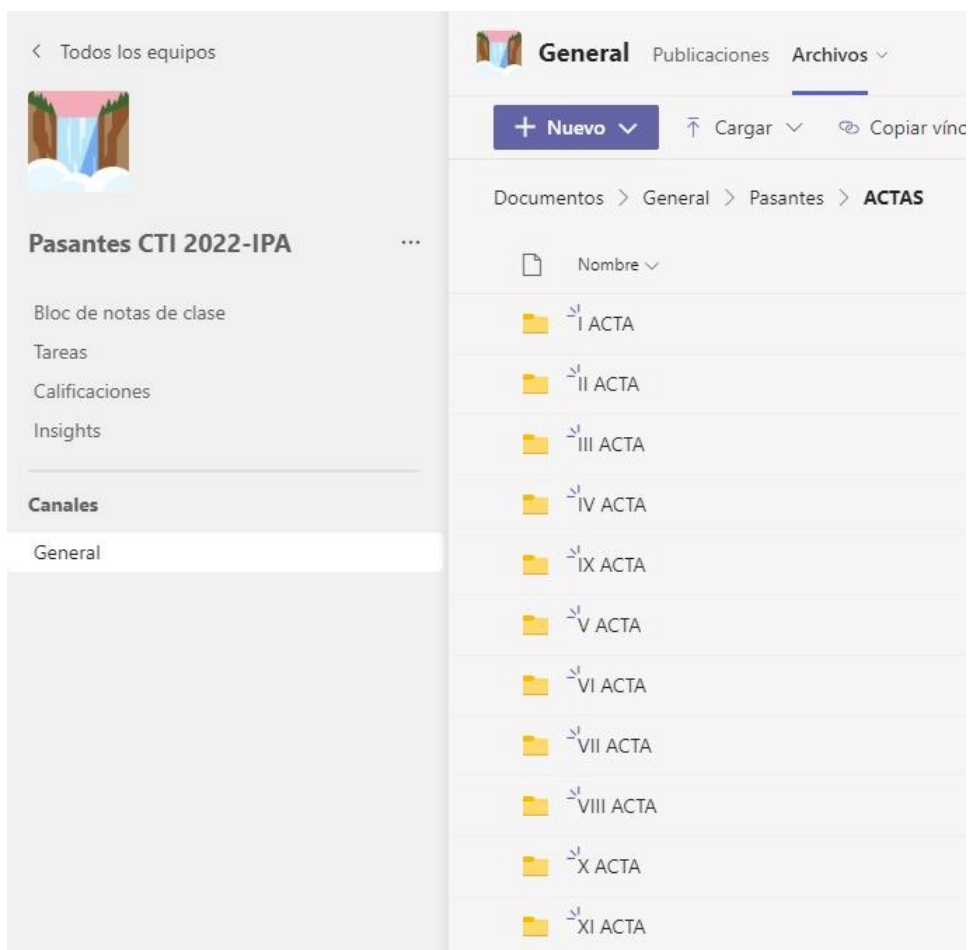 Todos los equipos
Pasantes CTI 2022-IPA
...
Bloc de notas de clase
Tareas
Calificaciones
Insights
Canales
General
General Publicaciones Archivos
+ Nuevo Cargar Copiar vínc
Documentos > General > Pasantes > ACTAS
Nombre
I ACTA
II ACTA
III ACTA
IV ACTA
IX ACTA
V ACTA
VI ACTA
VII ACTA
VIII ACTA
X ACTA
XI ACTA